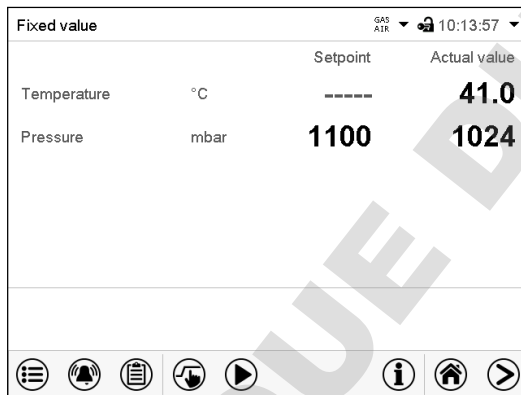 Fixed value GAS AIR 10:13:57
Setpoint Actual value
Temperature °C ----- 41.0
Pressure mbar 1100 1024